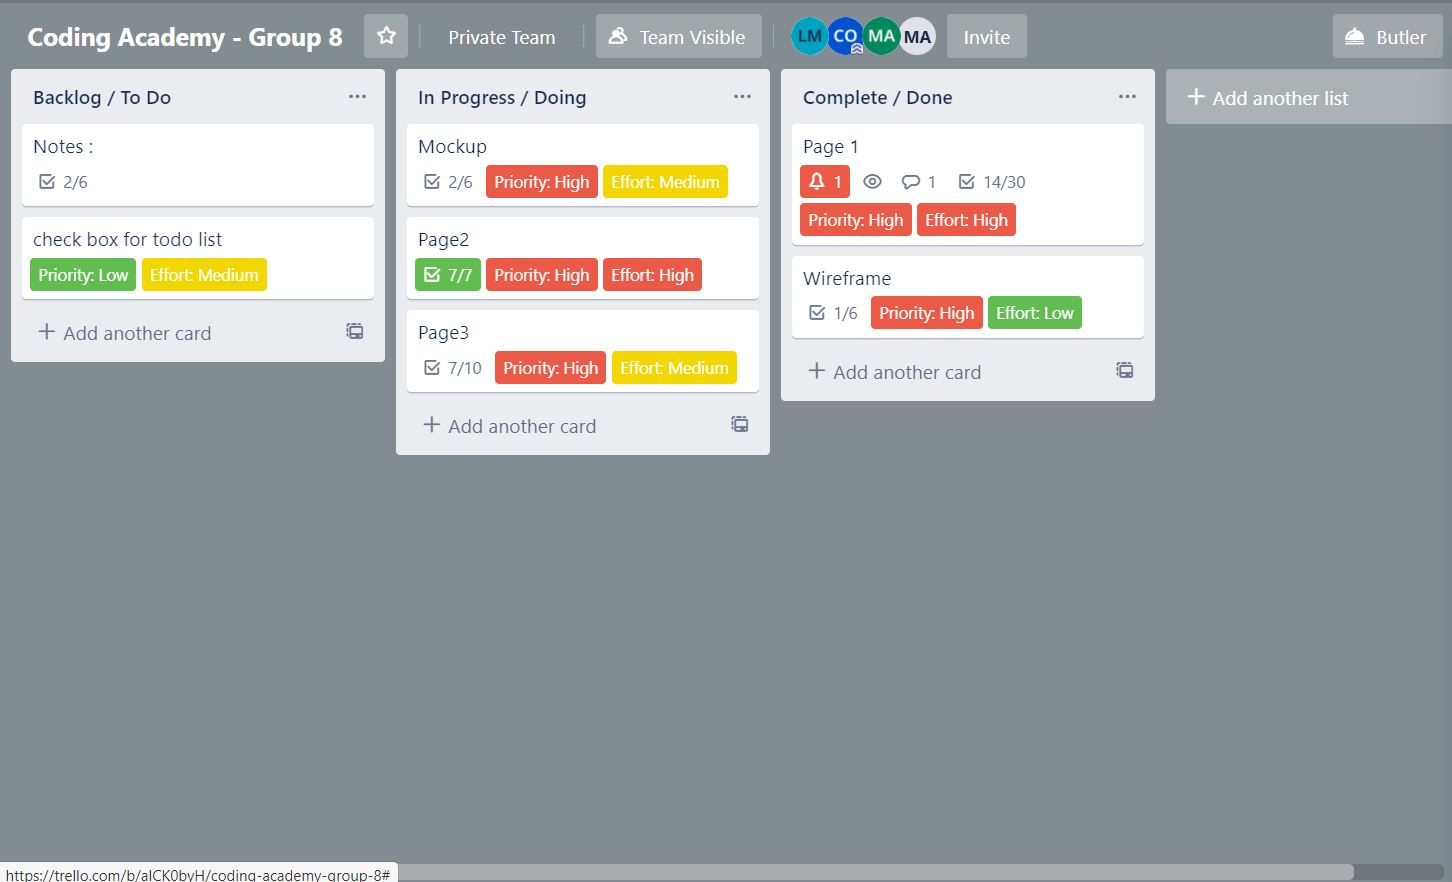 Coding Academy - Group 8
Private Team
Team Visible
LM CO MA MA
Invite
Butler
Backlog / To Do
Notes :
2/6
check box for todo list
Priority: Low Effort: Medium
Add another card
In Progress / Doing
Mockup
2/6 Priority: High Effort: Medium
Page2
7/7 Priority: High Effort: High
Page3
7/10 Priority: High Effort: Medium
Add another card
Complete / Done
Page 1
1 1 14/30
Priority: High Effort: High
Wireframe
1/6 Priority: High Effort: Low
Add another card
Add another list
https://trello.com/b/aICK0byH/coding-academy-group-8#